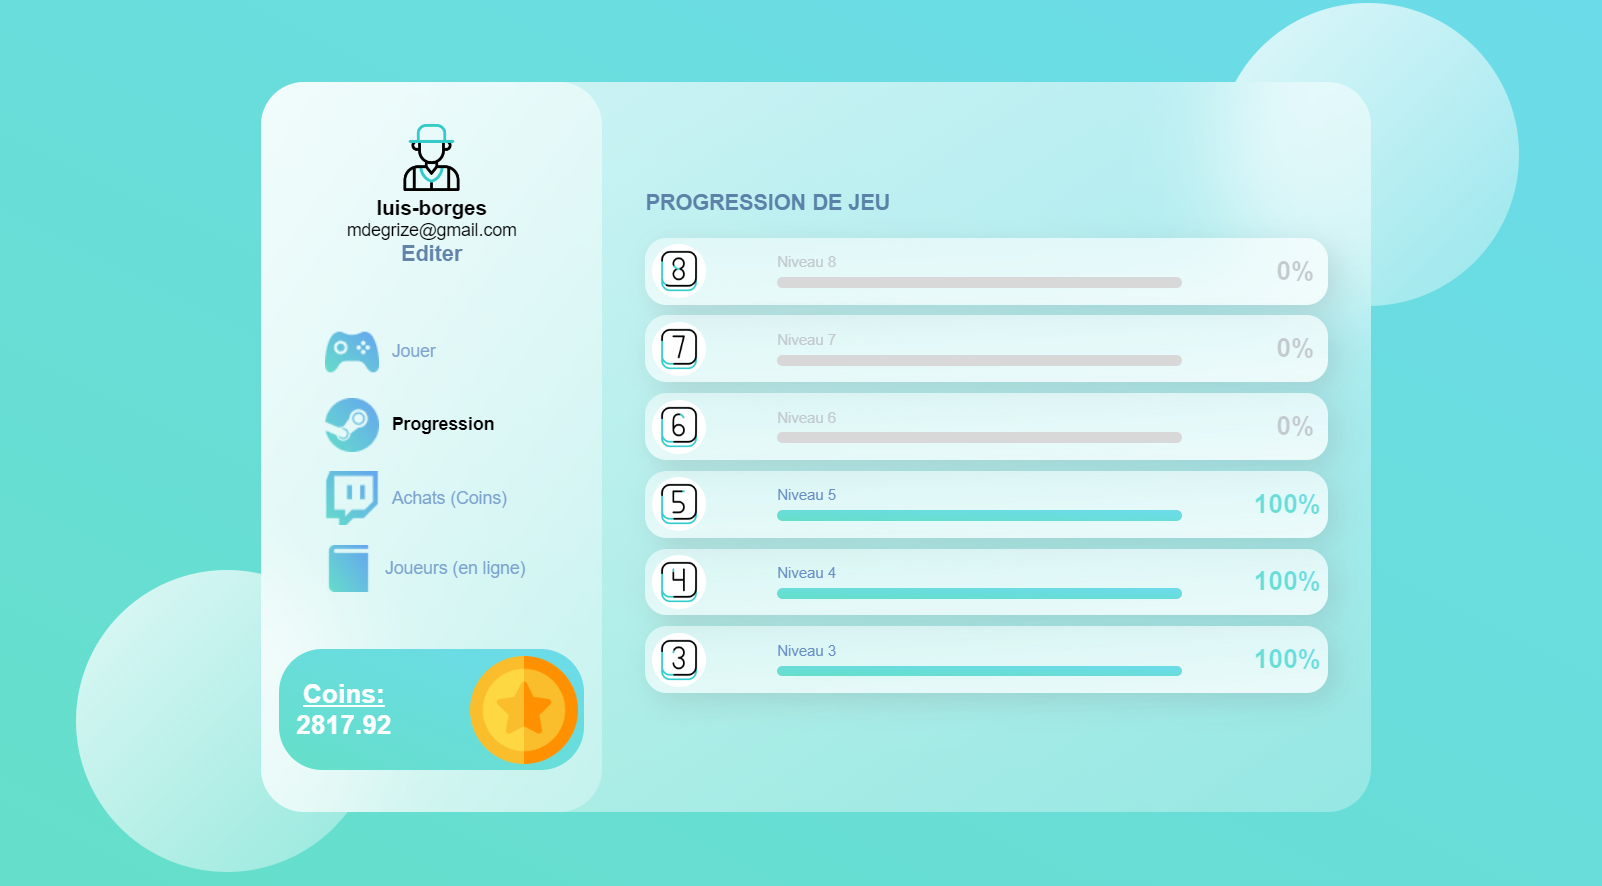 luis-borges
mdegrize@gmail.com
Editer
Jouer
Progression
Achats (Coins)
Joueurs (en ligne)
Coins:
2817.92
PROGRESSION DE JEU
8 Niveau 8 0%
7 Niveau 7 0%
6 Niveau 6 0%
5 Niveau 5 100%
4 Niveau 4 100%
3 Niveau 3 100%